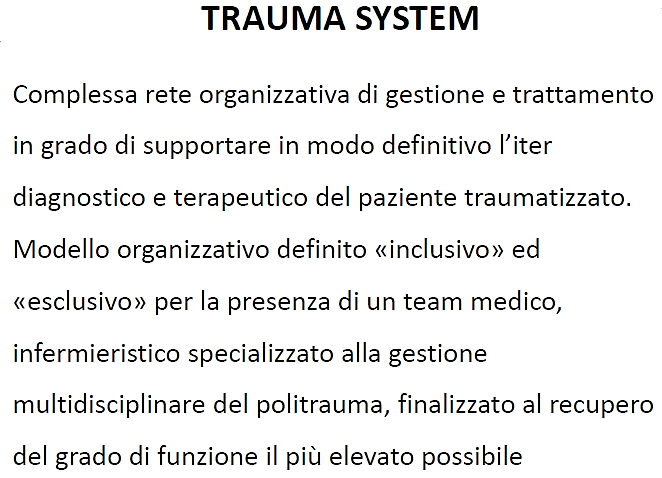 TRAUMA SYSTEM
Complessa rete organizzativa di gestione e trattamento
in grado di supportare in modo definitivo l’iter
diagnostico e terapeutico del paziente traumatizzato.
Modello organizzativo definito «inclusivo» ed
«esclusivo» per la presenza di un team medico,
infermieristico specializzato alla gestione
multidisciplinare del politrauma, finalizzato al recupero
del grado di funzione il più elevato possibile